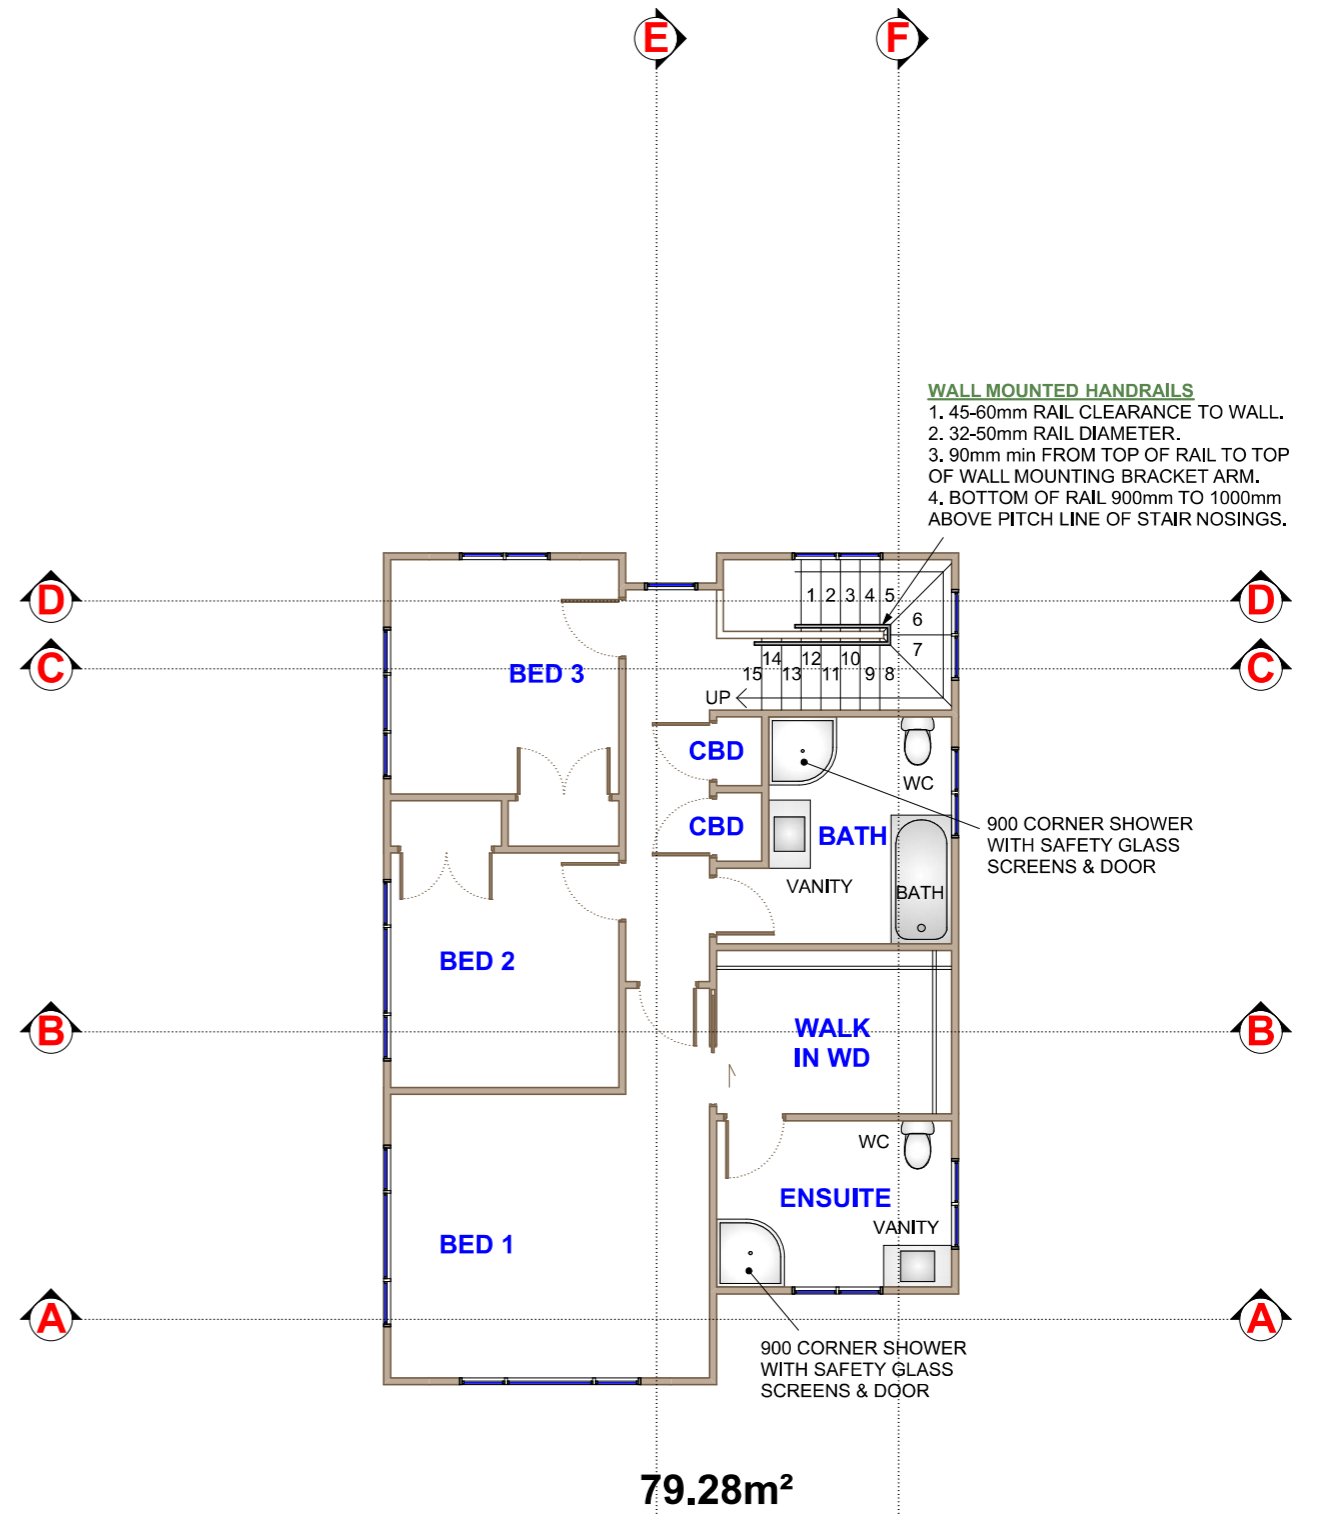 E
F
WALL MOUNTED HANDRAILS
1. 45-60mm RAIL CLEARANCE TO WALL.
2. 32-50mm RAIL DIAMETER.
3. 90mm min FROM TOP OF RAIL TO TOP
OF WALL MOUNTING BRACKET ARM.
4. BOTTOM OF RAIL 900mm TO 1000mm
ABOVE PITCH LINE OF STAIR NOSINGS.
D
1 2 3 4 5
D
6
7
C
BED 3
15 14 13 12 11 10 9 8
C
UP
CBD
WC
CBD
BATH
900 CORNER SHOWER
WITH SAFETY GLASS
SCREENS & DOOR
VANITY
BATH
BED 2
B
WALK
IN WD
B
WC
ENSUITE
VANITY
BED 1
A
A
900 CORNER SHOWER
WITH SAFETY GLASS
SCREENS & DOOR
79.28m²